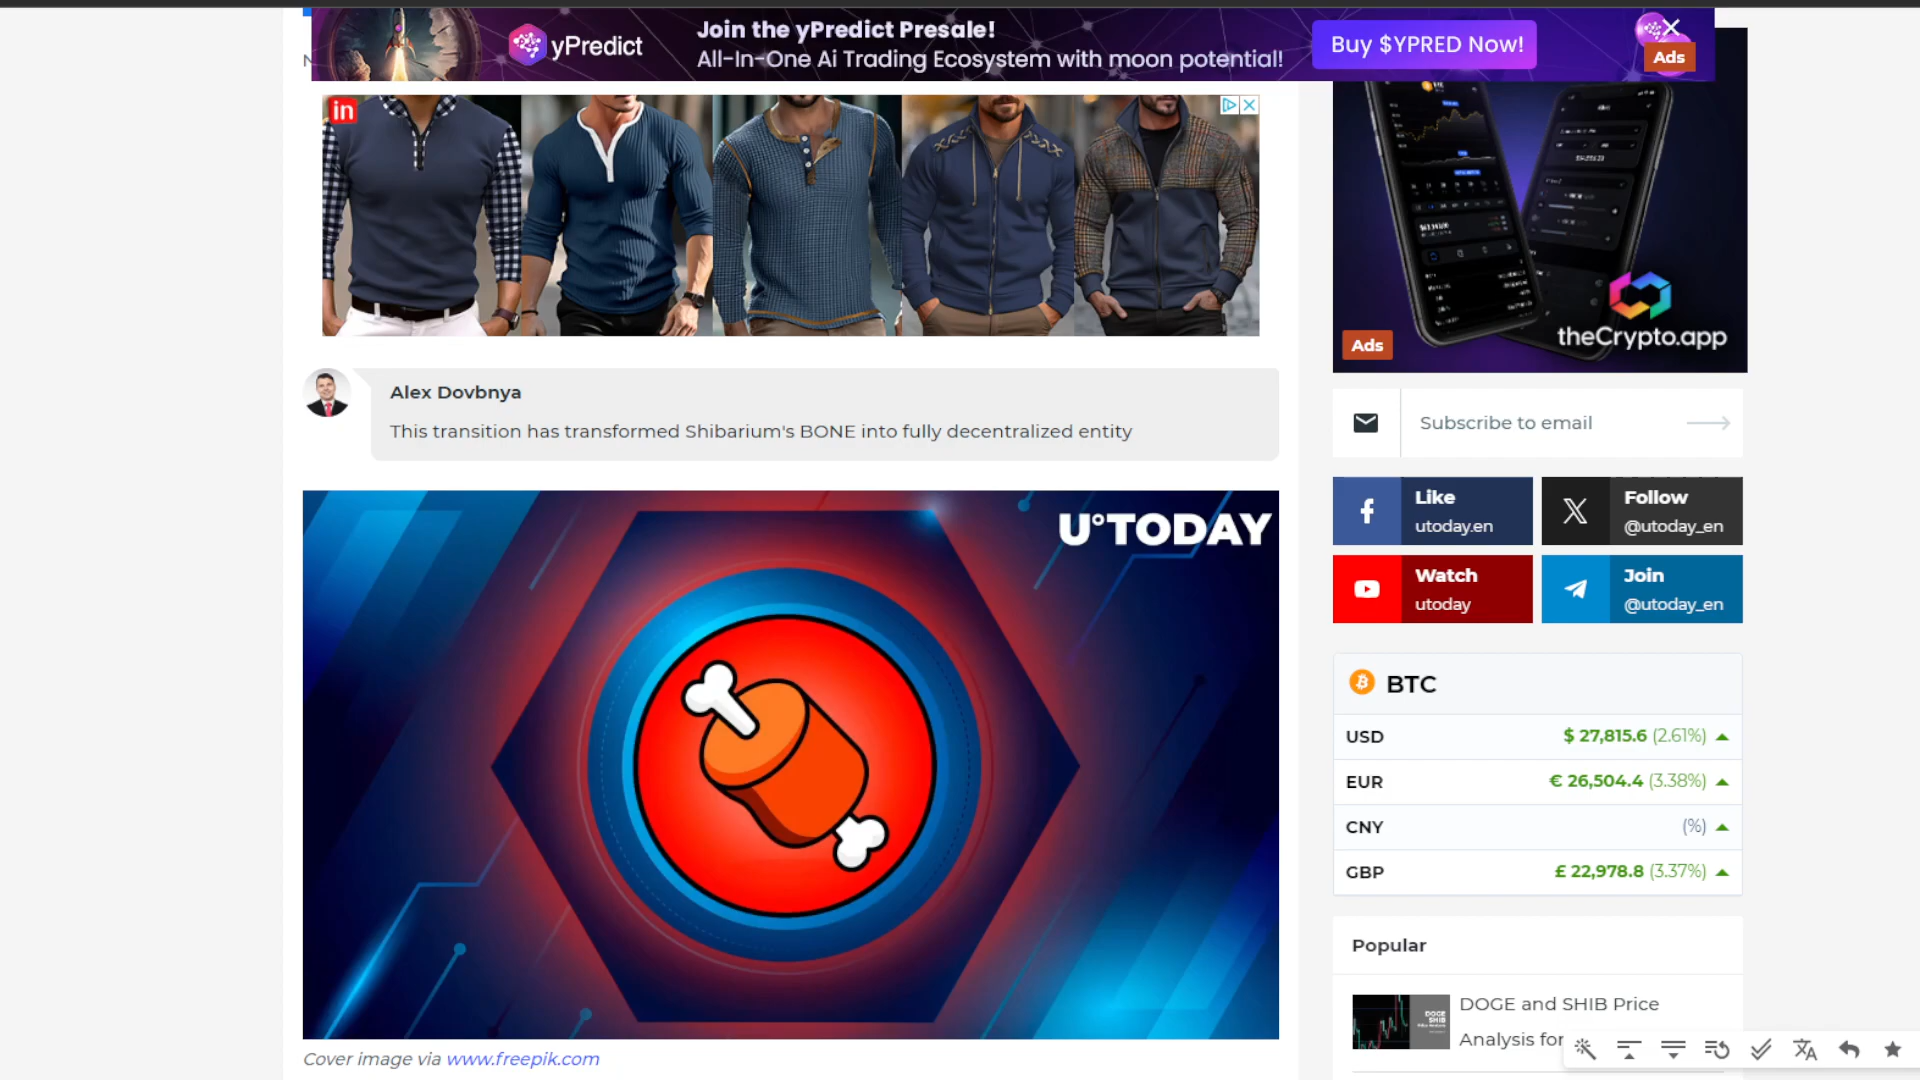 Join the yPredict Presale!
yPredict
All-In-One Ai Trading Ecosystem with moon potential!
Buy $YPRED Now!
Ads
in
theCrypto.app
Ads
Alex Dovbnya
This transition has transformed Shibarium's BONE into fully decentralized entity
Subscribe to email
U°TODAY
Like
utoday.en
Follow
@utoday_en
Watch
utoday
Join
@utoday_en
BTC
USD $ 27,815.6 (2.61%)
EUR € 26,504.4 (3.38%)
CNY (%)
GBP £ 22,978.8 (3.37%)
Popular
DOGE and SHIB Price
Analysis for
DOGE
SHIB
Cover image via www.freepik.com